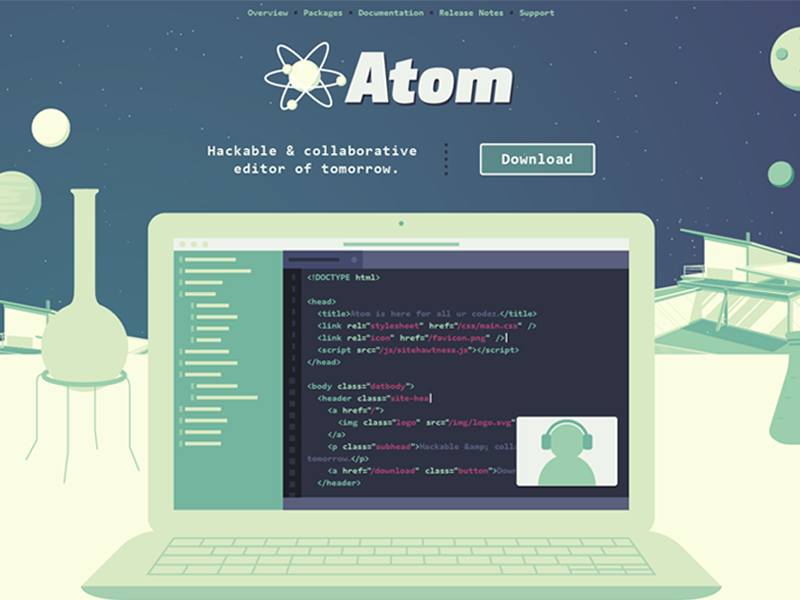 Overview • Packages • Documentation • Release Notes • Support
Atom
Hackable & collaborative
editor of tomorrow.
Download
<!DOCTYPE html>
<head>
<title>Atom is here for all ur codez.</title>
<link rel="stylesheet" href="/css/main.css" />
<link rel="icon" href="/favicon.png" />
<script src="/js/sitehawtness.js"></script>
</head>
<body class="datbody">
<header class="site-hea
<a href="/">
<img class="logo" src="/img/logo.svg"
</a>
<p class="subhead">Hackable &amp; coll
tomorrow.</p>
<a href="/download" class="button">Down
</header>